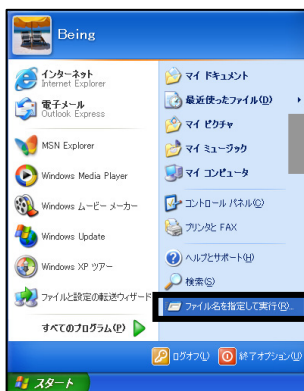 Being
インターネット
Internet Explorer
電子メール
Outlook Express
MSN Explorer
Windows Media Player
Windows ムービー メーカー
Windows Update
Windows XP ツアー
ファイルと設定の転送ウィザード
すべてのプログラム(P)
マイ ドキュメント
最近使ったファイル(D)
マイ ピクチャ
マイ ミュージック
マイ コンピュータ
コントロール パネル(C)
プリンタと FAX
ヘルプとサポート(H)
検索(S)
ファイル名を指定して実行(R)...
ログオフ(L)
終了オプション(U)
スタート